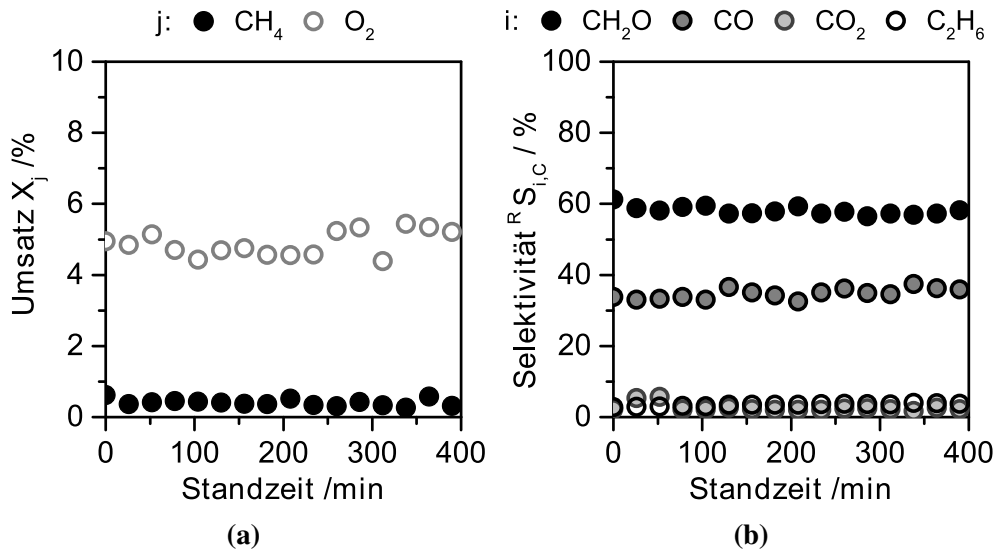 j: CH4 O2
i: CH2O CO CO2 C2H6
10
8
6
4
2
0
Umsatz Xj /%
0 100 200 300 400
Standzeit /min
(a)
100
80
60
40
20
0
Selektivität RSi,C / %
0 100 200 300 400
Standzeit /min
(b)